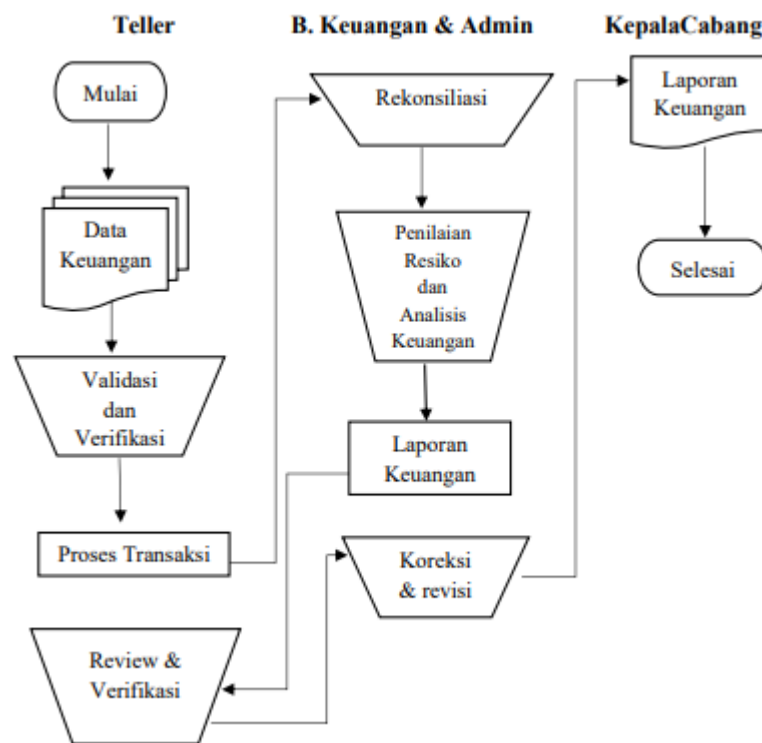 Teller
B. Keuangan & Admin
KepalaCabang
Mulai
Data
Keuangan
Validasi
dan
Verifikasi
Proses Transaksi
Review &
Verifikasi
Rekonsiliasi
Penilaian
Resiko
dan
Analisis
Keuangan
Laporan
Keuangan
Koreksi
& revisi
Laporan
Keuangan
Selesai